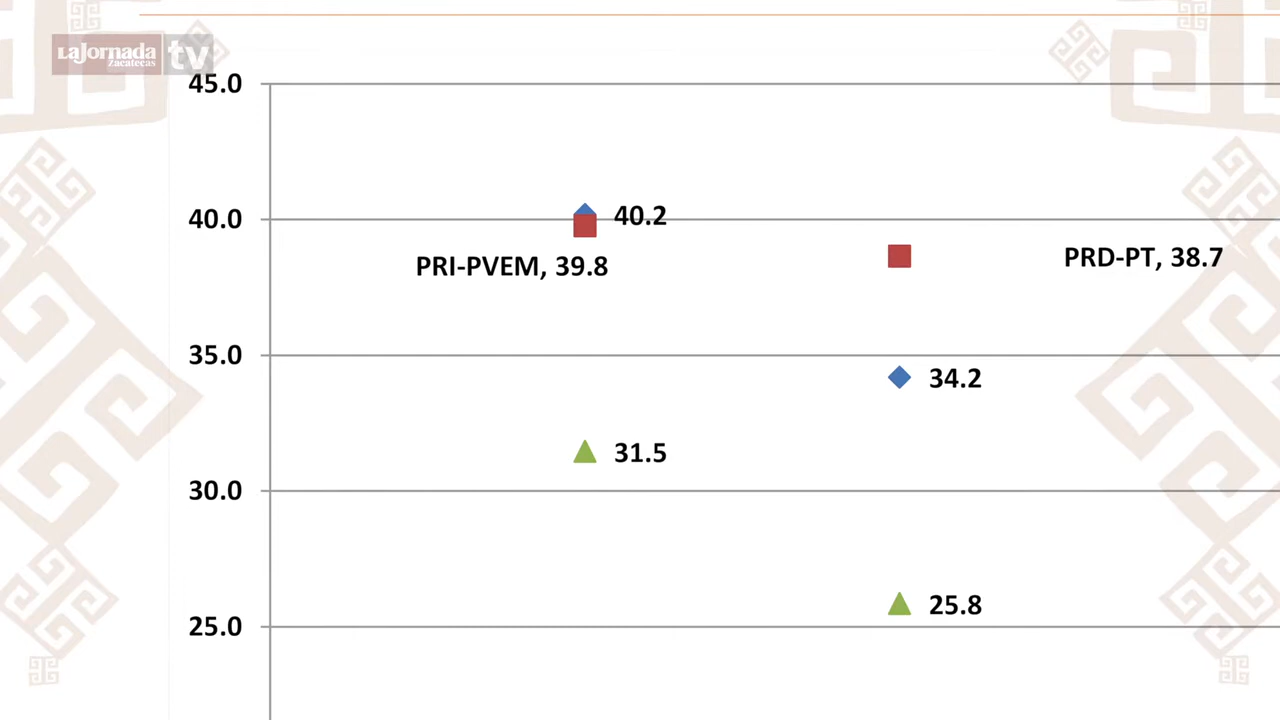 LaJornada tv
Zacatecas
45.0
40.0
40.2
PRI-PVEM, 39.8
PRD-PT, 38.7
35.0
34.2
31.5
30.0
25.8
25.0